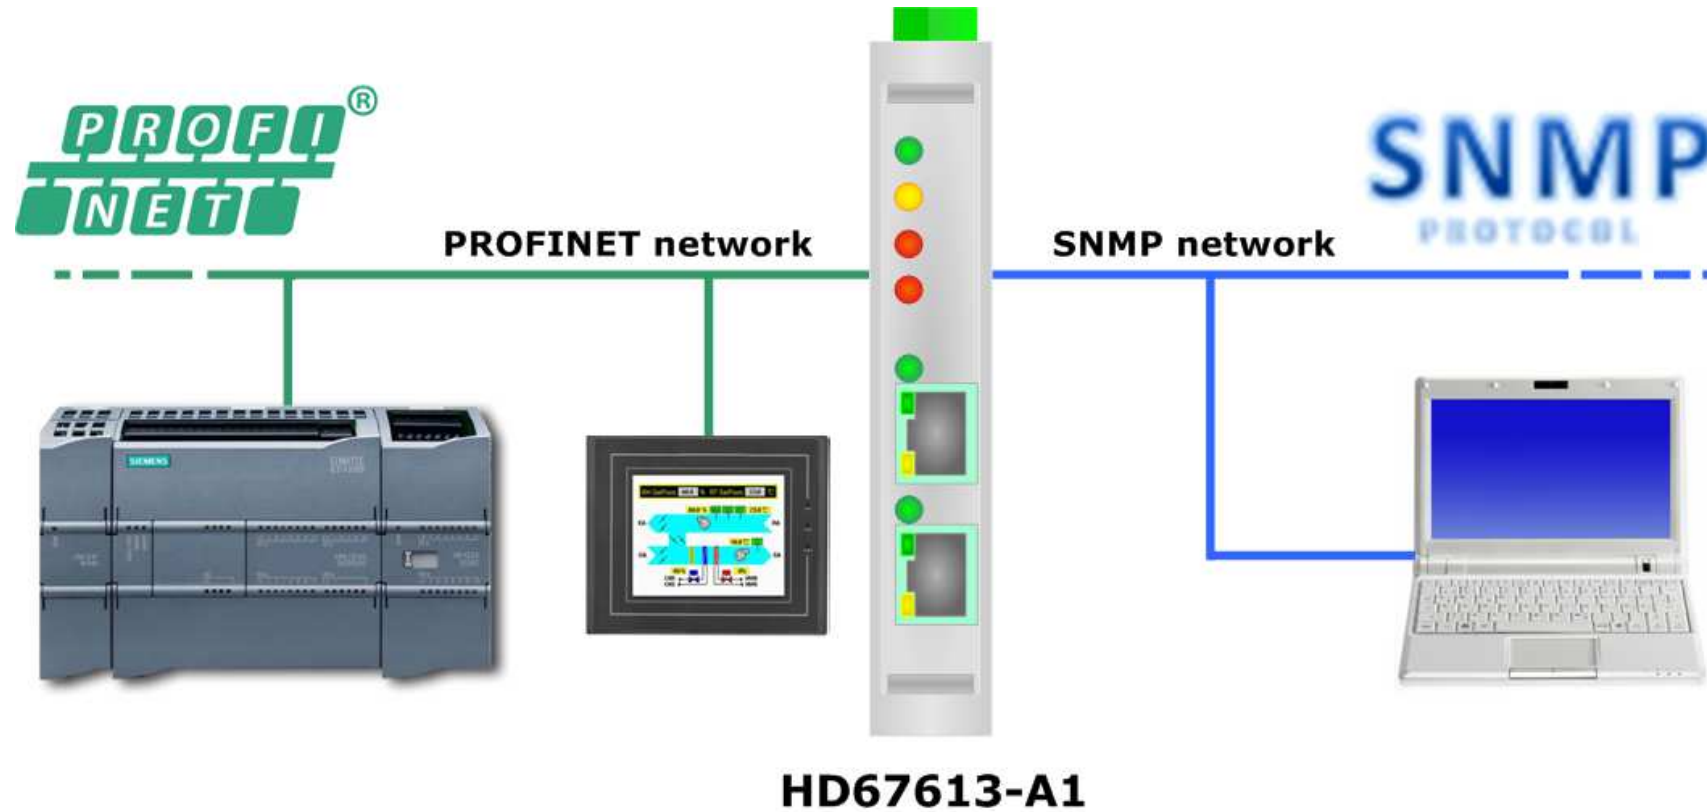 PROFI®
NET
PROFINET network
SNMP network
SNMP
PROTOCOL
SIEMENS
HD67613-A1